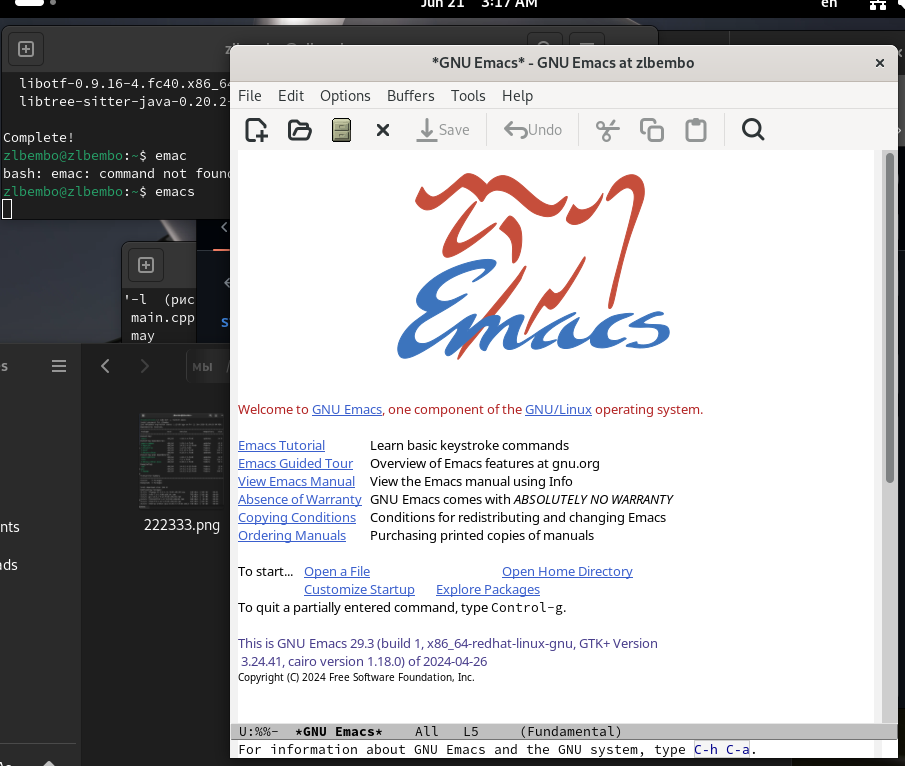 Jun 21 3:17 AM
en
libotf-0.9.16-4.fc40.x86_64
libtree-sitter-java-0.20.2-
Complete!
zlbembo@zlbembo:~$ emac
bash: emac: command not found
zlbembo@zlbembo:~$ emacs
'-l (рис
main.cpp
may
Мы /
222333.png
nts
ads
*GNU Emacs* - GNU Emacs at zlbembo
File Edit Options Buffers Tools Help
Save Undo
Emacs
Welcome to GNU Emacs, one component of the GNU/Linux operating system.
Emacs Tutorial Learn basic keystroke commands
Emacs Guided Tour Overview of Emacs features at gnu.org
View Emacs Manual View the Emacs manual using Info
Absence of Warranty GNU Emacs comes with ABSOLUTELY NO WARRANTY
Copying Conditions Conditions for redistributing and changing Emacs
Ordering Manuals Purchasing printed copies of manuals
To start... Open a File Open Home Directory
Customize Startup Explore Packages
To quit a partially entered command, type Control-g.
This is GNU Emacs 29.3 (build 1, x86_64-redhat-linux-gnu, GTK+ Version
3.24.41, cairo version 1.18.0) of 2024-04-26
Copyright (C) 2024 Free Software Foundation, Inc.
U:%%- *GNU Emacs* All L5 (Fundamental)
For information about GNU Emacs and the GNU system, type C-h C-a.